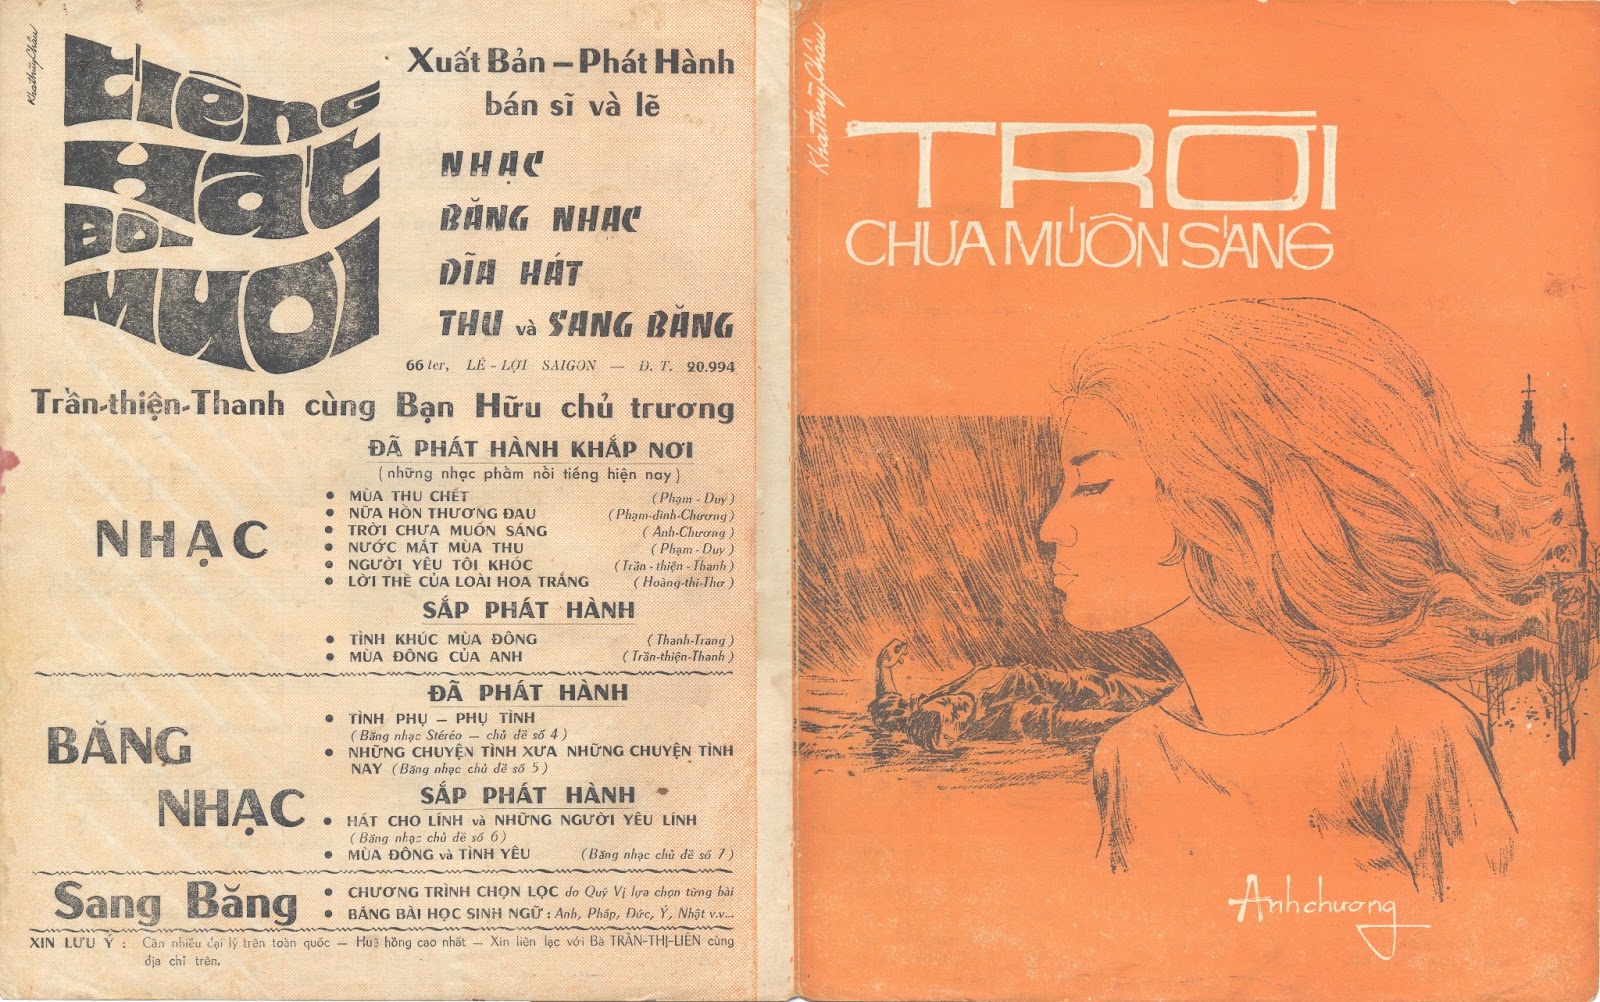 Kha Thùy Châu
Tiếng
Hát
Đôi
Mươi
Xuất Bản – Phát Hành
bán sĩ và lẽ
NHẠC
BĂNG NHẠC
DĨA HÁT
THU và SANG BĂNG
66 ter, LÊ - LỢI SAIGON — Đ. T. 20.994
Trần-thiện-Thanh cùng Bạn Hữu chủ trương
NHẠC
ĐÃ PHÁT HÀNH KHẮP NƠI
(những nhạc phẩm nổi tiếng hiện nay)
• MÙA THU CHẾT (Phạm - Duy)
• NỮA HỒN THƯƠNG ĐAU (Phạm-đình-Chương)
• TRỜI CHƯA MUỐN SÁNG (Anh-Chương)
• NƯỚC MẮT MÙA THU (Phạm - Duy)
• NGƯỜI YÊU TÔI KHÓC (Trần - thiện - Thanh)
• LỜI THỀ CỦA LOÀI HOA TRẮNG (Hoàng-thi-Thơ)
SẮP PHÁT HÀNH
• TÌNH KHÚC MÙA ĐÔNG (Thanh-Trang)
• MÙA ĐÔNG CỦA ANH (Trần-thiện-Thanh)
BĂNG
NHẠC
ĐÃ PHÁT HÀNH
• TÌNH PHỤ – PHỤ TÌNH
(Băng nhạc Stéréo — chủ đề số 4)
• NHỮNG CHUYỆN TÌNH XƯA NHỮNG CHUYỆN TÌNH
NAY (Băng nhạc chủ đề số 5)
SẮP PHÁT HÀNH
• HÁT CHO LÍNH và NHỮNG NGƯỜI YÊU LÍNH
(Băng nhạc chủ đề số 6)
• MÙA ĐÔNG và TÌNH YÊU (Băng nhạc chủ đề số 7)
Sang Băng
• CHƯƠNG TRÌNH CHỌN LỌC do Quý Vị lựa chọn từng bài
• BĂNG BÀI HỌC SINH NGỮ : Anh, Pháp, Đức, Ý, Nhật v.v...
XIN LƯU Ý : Cần nhiều đại lý trên toàn quốc — Huê hồng cao nhất — Xin liên lạc với Bà TRẦN-THỊ-LIÊN cùng
địa chỉ trên.
Kha Thùy Châu
TRỜI
CHƯA MUỐN SÁNG
Anh chương